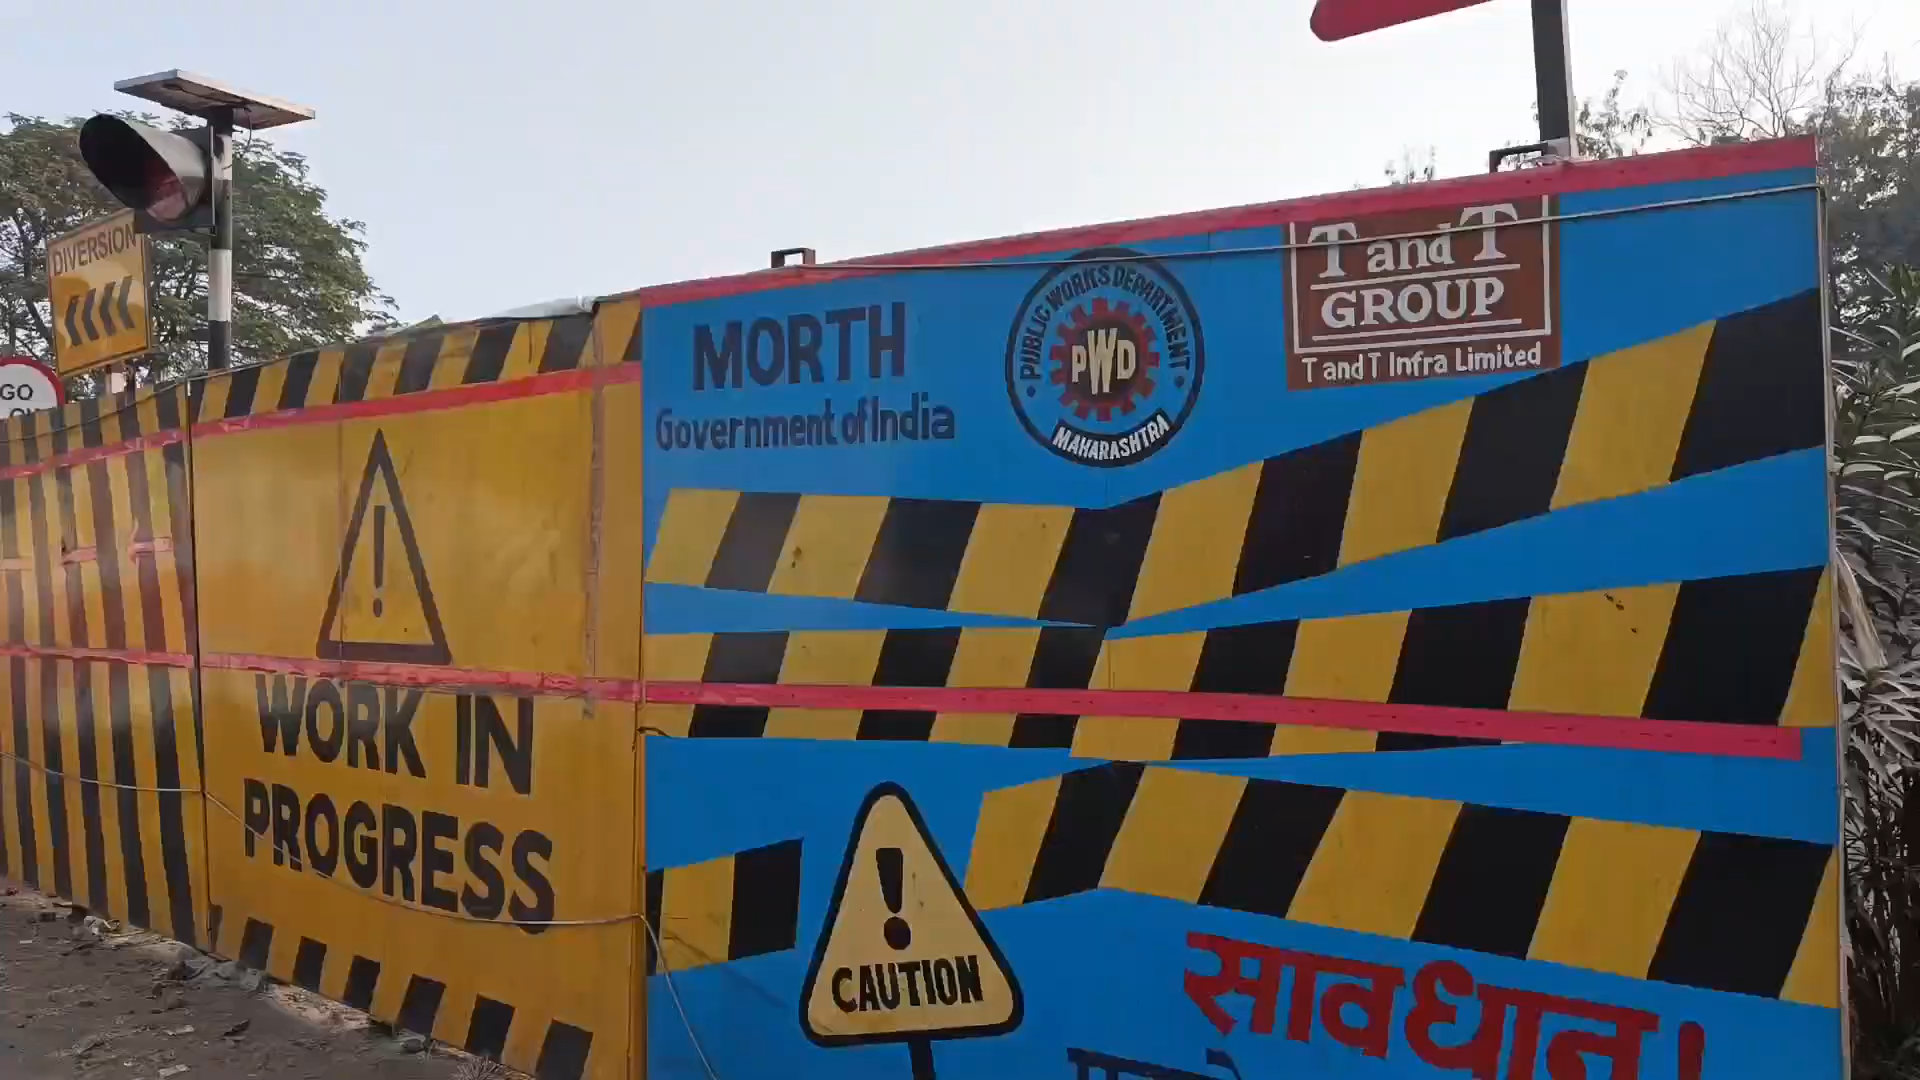 DIVERSION
GO
WORK IN
PROGRESS
MORTH
Government of India
PUBLIC WORKS DEPARTMENT
PWD
MAHARASHTRA
T and T
GROUP
T and T Infra Limited
CAUTION
सावधान!